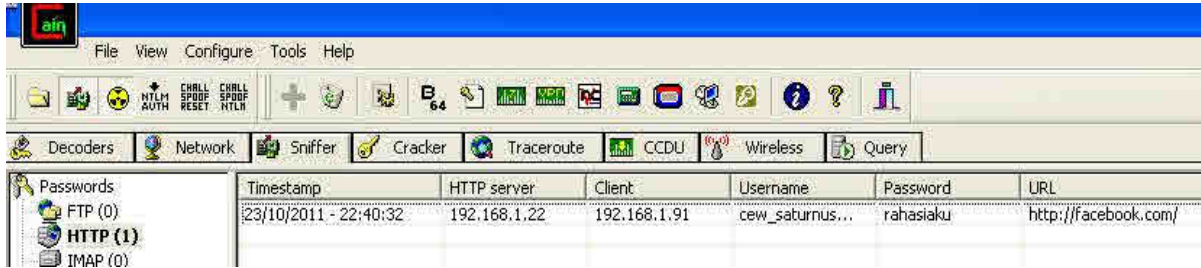 Cain
File View Configure Tools Help
NTLM AUTH CHALL SPOOF RESET CHALL SPOOF NTLM B64
Decoders Network Sniffer Cracker Traceroute CCDU Wireless Query
Passwords Timestamp HTTP server Client Username Password URL
FTP (0) 23/10/2011 - 22:40:32 192.168.1.22 192.168.1.91 cew_saturnus... rahasiaku http://facebook.com/
HTTP (1)
IMAP (0)